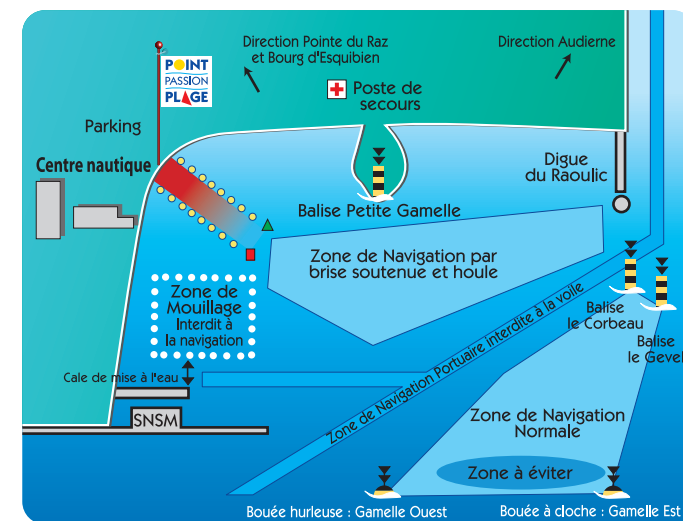 Direction Pointe du Raz
et Bourg d'Esquibien
Direction Audierne
POINT
PASSION
PLAGE
Poste de
secours
Parking
Centre nautique
Digue
du Raoulic
Balise Petite Gamelle
Zone de Navigation par
brise soutenue et houle
Zone de
Mouillage
Interdit à
la navigation
Balise
le Corbeau
Balise
le Gevel
Zone de Navigation Portuaire interdite à la voile
Cale de mise à l'eau
SNSM
Zone de Navigation
Normale
Zone à éviter
Bouée hurleuse : Gamelle Ouest
Bouée à cloche : Gamelle Est